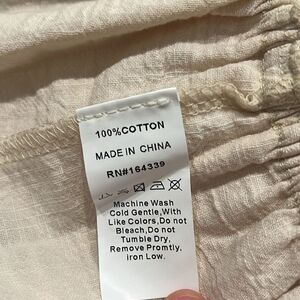 100%COTTON
MADE IN CHINA
RN#164339
Machine Wash
Cold Gentle,With
Like Colors,Do not
Bleach,Do not
Tumble Dry,
Remove Promtly,
iron Low.